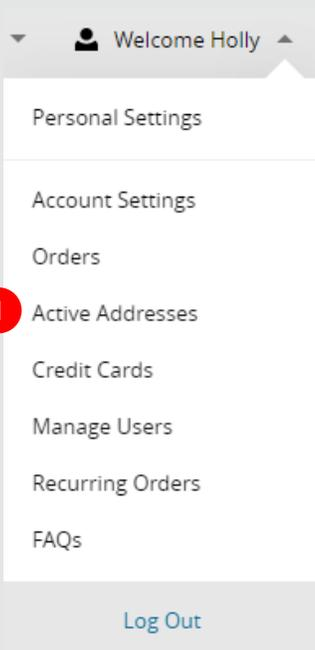 Welcome Holly
Personal Settings
Account Settings
Orders
Active Addresses
Credit Cards
Manage Users
Recurring Orders
FAQs
Log Out